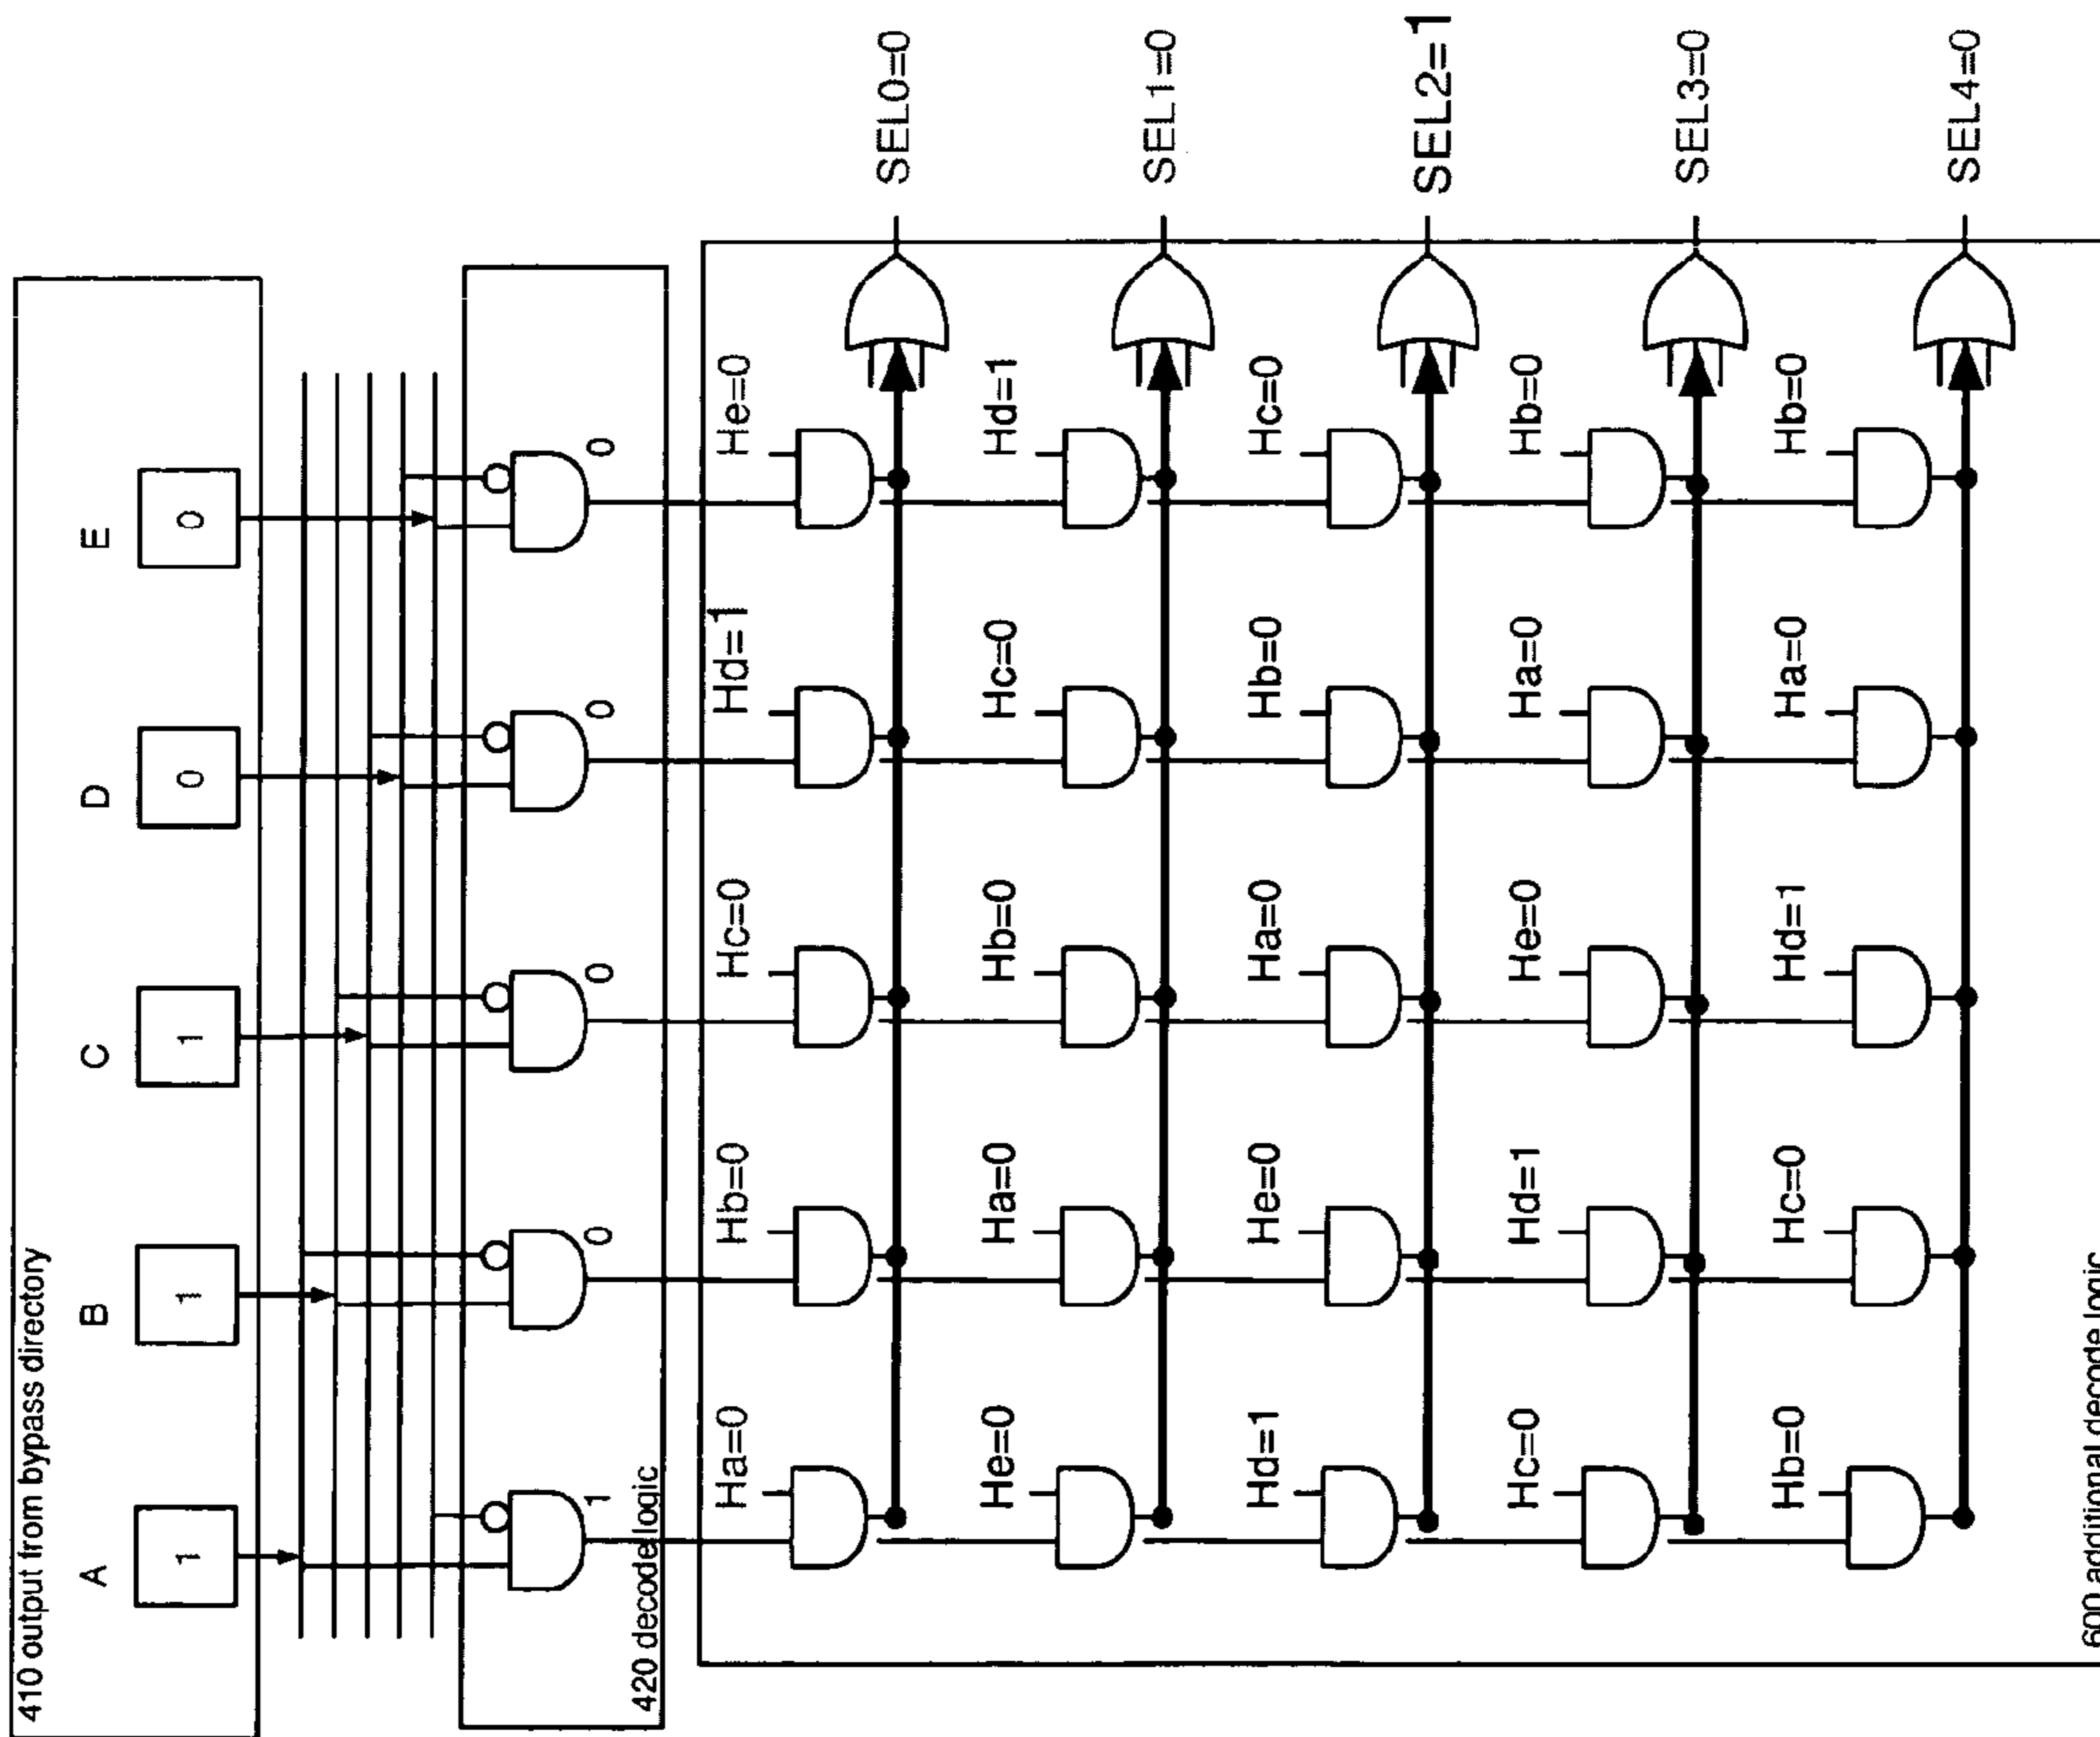 410 output from bypass directory
A B C D E
1 1 1 0 0
420 decode logic
1 0 0 0 0
Ha=0 Hb=0 Hc=0 Hd=1 He=0
SEL0=0
He=0 Ha=0 Hb=0 Hc=0 Hd=1
SEL1=0
Hd=1 He=0 Ha=0 Hb=0 Hc=0
SEL2=1
Hc=0 Hd=1 He=0 Ha=0 Hb=0
SEL3=0
Hb=0 Hc=0 Hd=1 Ha=0 Hb=0
SEL4=0
600 additional decode logic